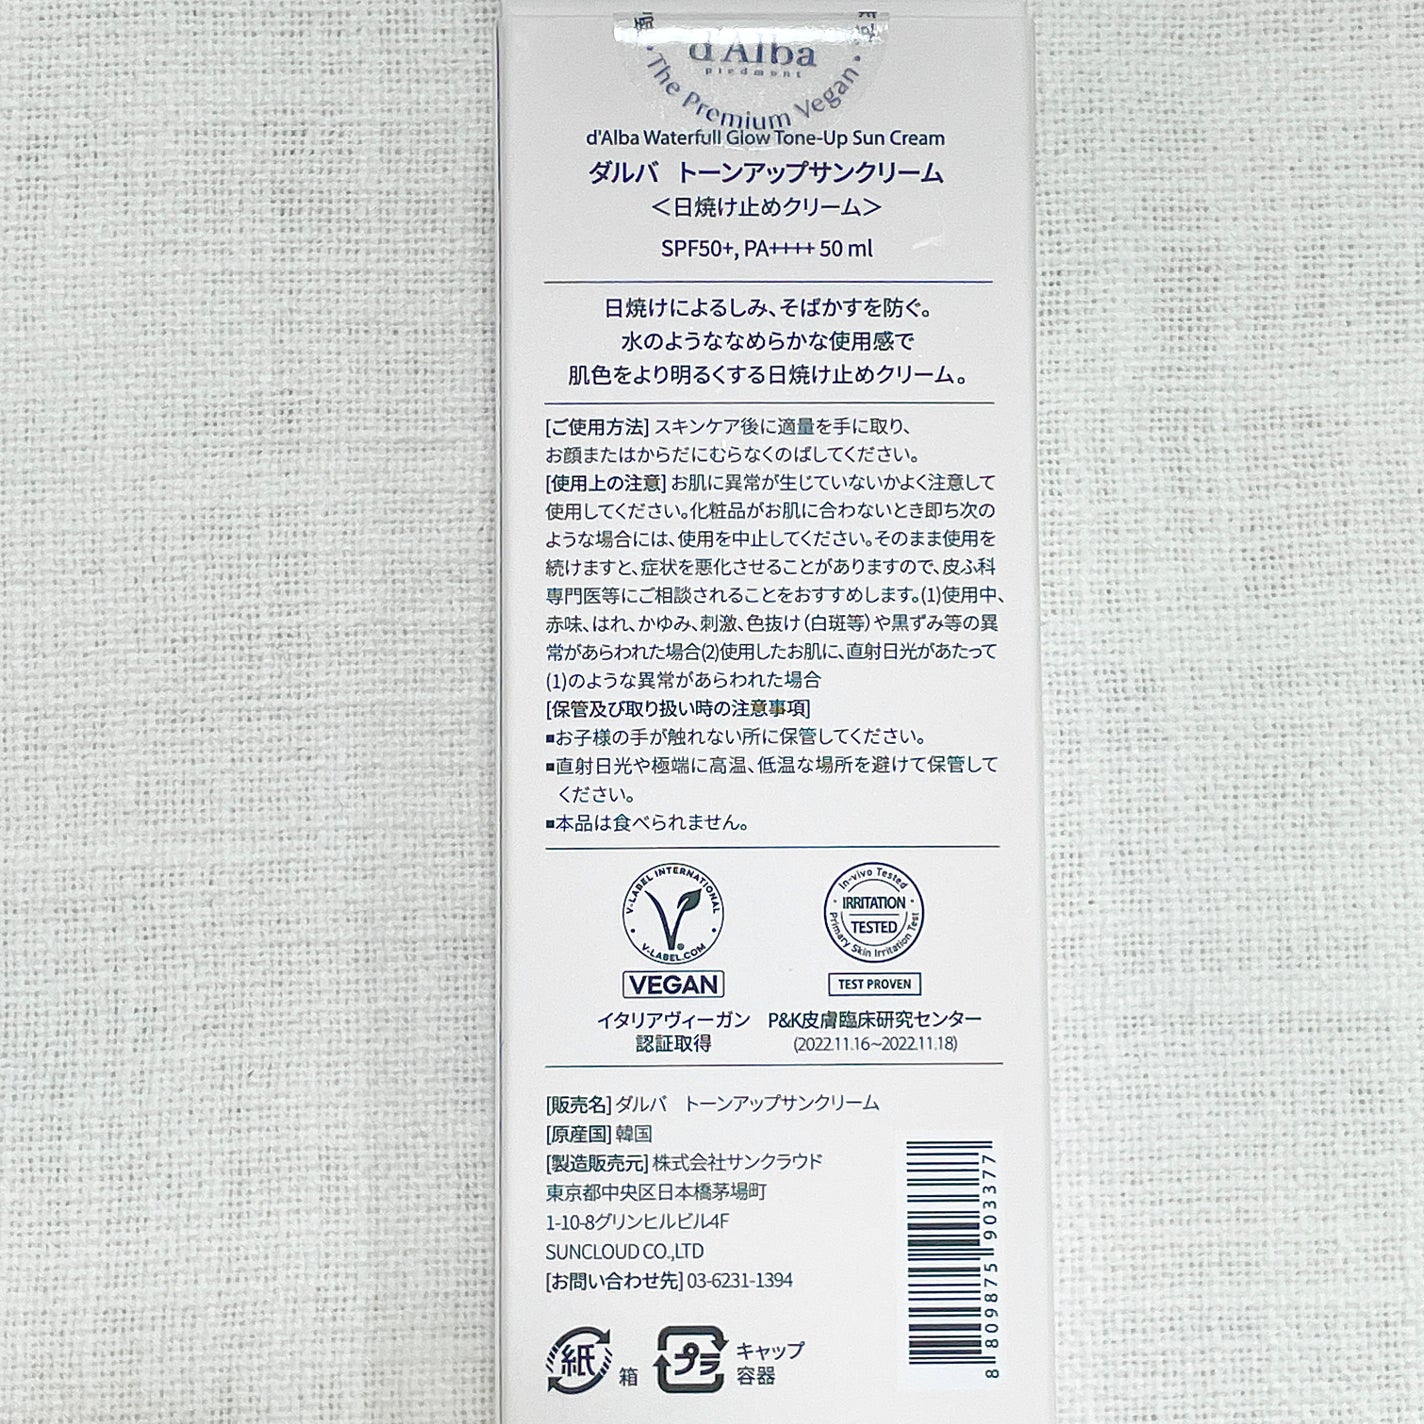 d'Alba
piedmont
The Premium Vegan
d'Alba Waterfull Glow Tone-Up Sun Cream
ダルバ トーンアップサンクリーム
＜日焼け止めクリーム＞
SPF50+, PA++++ 50 ml
日焼けによるしみ、そばかすを防ぐ。
水のようななめらかな使用感で
肌色をより明るくする日焼け止めクリーム。
[ご使用方法] スキンケア後に適量を手に取り、
お顔またはからだにむらなくのばしてください。
[使用上の注意] お肌に異常が生じていないかよく注意して
使用してください。化粧品がお肌に合わないとき即ち次の
ような場合には、使用を中止してください。そのまま使用を
続けますと、症状を悪化させることがありますので、皮ふ科
専門医等にご相談されることをおすすめします。(1)使用中、
赤味、はれ、かゆみ、刺激、色抜け（白斑等）や黒ずみ等の異
常があらわれた場合(2)使用したお肌に、直射日光があたって
(1)のような異常があらわれた場合
[保管及び取り扱い時の注意事項]
■お子様の手が触れない所に保管してください。
■直射日光や極端に高温、低温な場所を避けて保管して
ください。
■本品は食べられません。
V-LABEL INTERNATIONAL
V-LABEL.COM
VEGAN
イタリアヴィーガン
認証取得
In-vivo Tested
IRRITATION
TESTED
Primary Skin Irritation Test
TEST PROVEN
P&K皮膚臨床研究センター
(2022.11.16~2022.11.18)
[販売名] ダルバ トーンアップサンクリーム
[原産国] 韓国
[製造販売元] 株式会社サンクラウド
東京都中央区日本橋茅場町
1-10-8グリンヒルビル4F
SUNCLOUD CO.,LTD
[お問い合わせ先] 03-6231-1394
8 809875 903377
紙 箱
プラ キャップ
容器